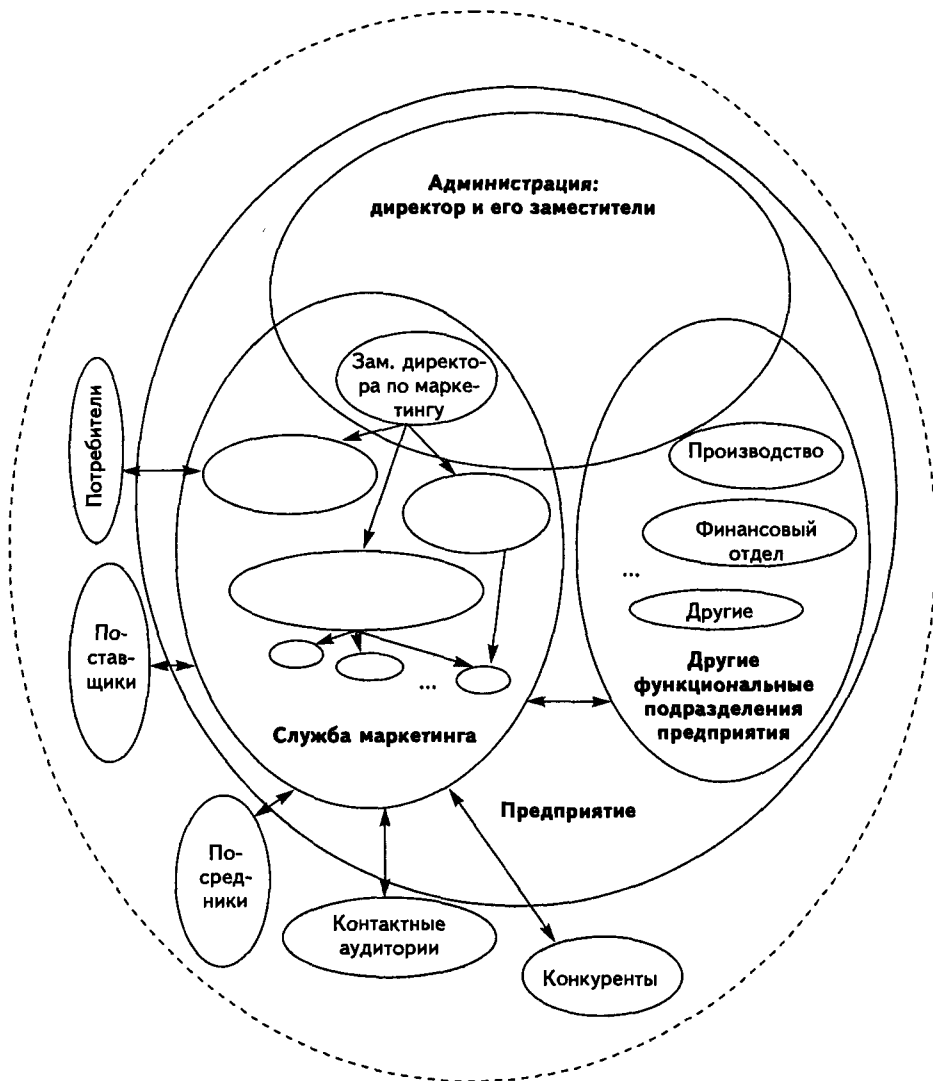 Администрация:
директор и его заместители
Зам. директо-
ра по марке-
тингу
Потребители
Производство
Финансовый
отдел
...
Другие
По-
став-
щики
Другие
функциональные
подразделения
предприятия
...
Служба маркетинга
Предприятие
По-
сред-
ники
Контактные
аудитории
Конкуренты